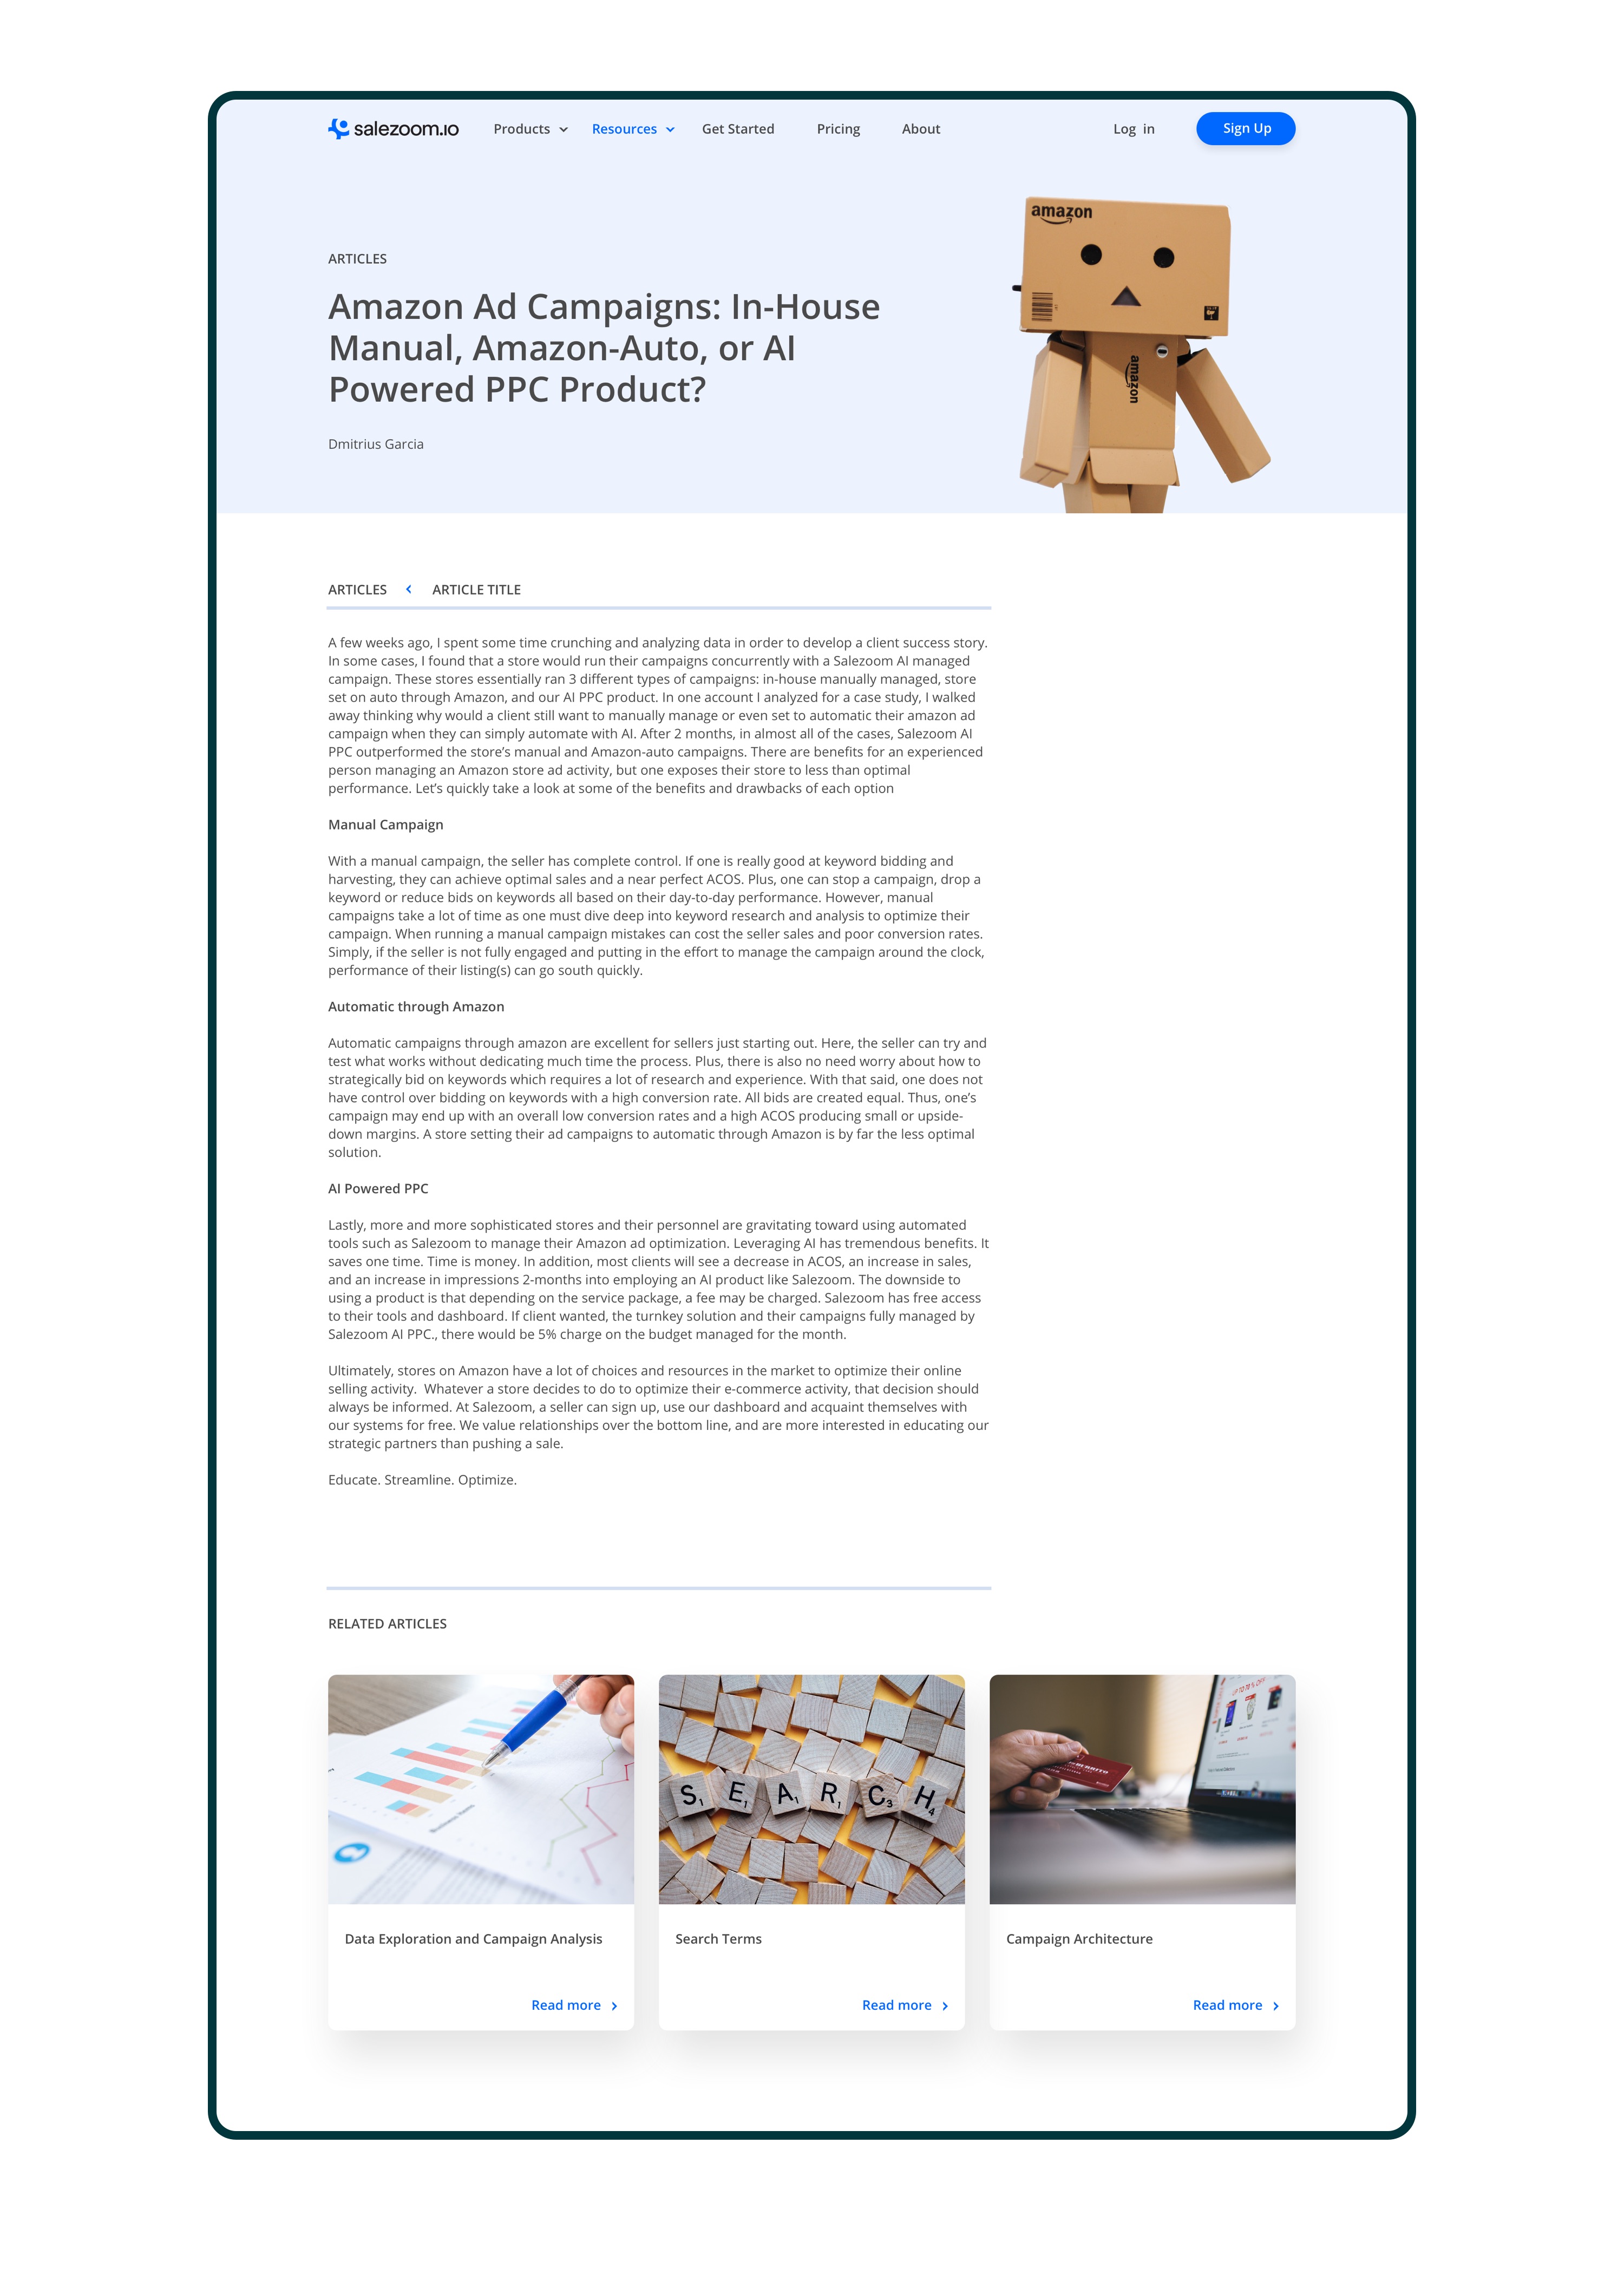 salezoom.io
Products
Resources
Get Started
Pricing
About
Log in
Sign Up
amazon
amazon
ARTICLES
Amazon Ad Campaigns: In-House
Manual, Amazon-Auto, or AI
Powered PPC Product?
Dmitrius Garcia
ARTICLES
ARTICLE TITLE
A few weeks ago, I spent some time crunching and analyzing data in order to develop a client success story.
In some cases, I found that a store would run their campaigns concurrently with a Salezoom AI managed
campaign. These stores essentially ran 3 different types of campaigns: in-house manually managed, store
set on auto through Amazon, and our AI PPC product. In one account I analyzed for a case study, I walked
away thinking why would a client still want to manually manage or even set to automatic their amazon ad
campaign when they can simply automate with AI. After 2 months, in almost all of the cases, Salezoom AI
PPC outperformed the store’s manual and Amazon-auto campaigns. There are benefits for an experienced
person managing an Amazon store ad activity, but one exposes their store to less than optimal
performance. Let’s quickly take a look at some of the benefits and drawbacks of each option
Manual Campaign
With a manual campaign, the seller has complete control. If one is really good at keyword bidding and
harvesting, they can achieve optimal sales and a near perfect ACOS. Plus, one can stop a campaign, drop a
keyword or reduce bids on keywords all based on their day-to-day performance. However, manual
campaigns take a lot of time as one must dive deep into keyword research and analysis to optimize their
campaign. When running a manual campaign mistakes can cost the seller sales and poor conversion rates.
Simply, if the seller is not fully engaged and putting in the effort to manage the campaign around the clock,
performance of their listing(s) can go south quickly.
Automatic through Amazon
Automatic campaigns through amazon are excellent for sellers just starting out. Here, the seller can try and
test what works without dedicating much time the process. Plus, there is also no need worry about how to
strategically bid on keywords which requires a lot of research and experience. With that said, one does not
have control over bidding on keywords with a high conversion rate. All bids are created equal. Thus, one’s
campaign may end up with an overall low conversion rates and a high ACOS producing small or upside-
down margins. A store setting their ad campaigns to automatic through Amazon is by far the less optimal
solution.
AI Powered PPC
Lastly, more and more sophisticated stores and their personnel are gravitating toward using automated
tools such as Salezoom to manage their Amazon ad optimization. Leveraging AI has tremendous benefits. It
saves one time. Time is money. In addition, most clients will see a decrease in ACOS, an increase in sales,
and an increase in impressions 2-months into employing an AI product like Salezoom. The downside to
using a product is that depending on the service package, a fee may be charged. Salezoom has free access
to their tools and dashboard. If client wanted, the turnkey solution and their campaigns fully managed by
Salezoom AI PPC., there would be 5% charge on the budget managed for the month.
Ultimately, stores on Amazon have a lot of choices and resources in the market to optimize their online
selling activity.  Whatever a store decides to do to optimize their e-commerce activity, that decision should
always be informed. At Salezoom, a seller can sign up, use our dashboard and acquaint themselves with
our systems for free. We value relationships over the bottom line, and are more interested in educating our
strategic partners than pushing a sale.
Educate. Streamline. Optimize.
RELATED ARTICLES
S1 E1 A1 R1 C3 H4
Data Exploration and Campaign Analysis
Read more
Search Terms
Read more
Campaign Architecture
Read more